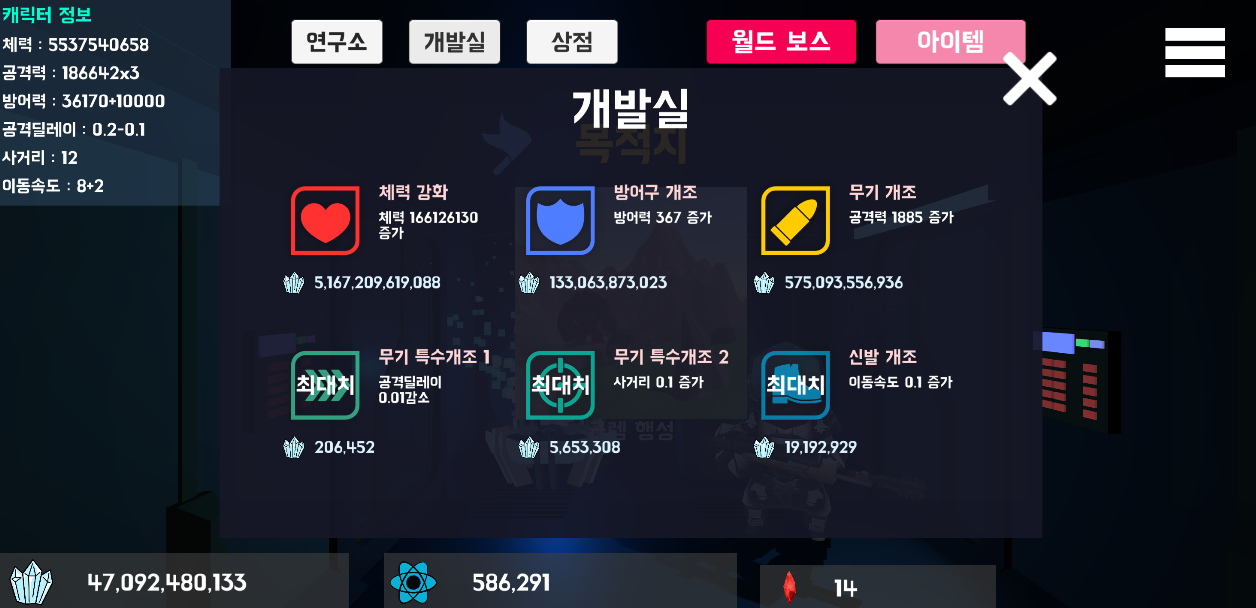 캐릭터 정보
체력 : 5537540658
공격력 : 186642x3
방어력 : 36170+10000
공격딜레이 : 0.2-0.1
사거리 : 12
이동속도 : 8+2
연구소
개발실
상점
월드 보스
아이템
개발실
목적지
체력 강화
체력 166126130
증가
5,167,209,619,088
방어구 개조
방어력 367 증가
133,063,873,023
무기 개조
공격력 1885 증가
575,093,556,936
최대치
무기 특수개조 1
공격딜레이
0.01감소
206,452
최대치
무기 특수개조 2
사거리 0.1 증가
5,653,308
최대치
신발 개조
이동속도 0.1 증가
19,192,929
행성
47,092,480,133
586,291
14